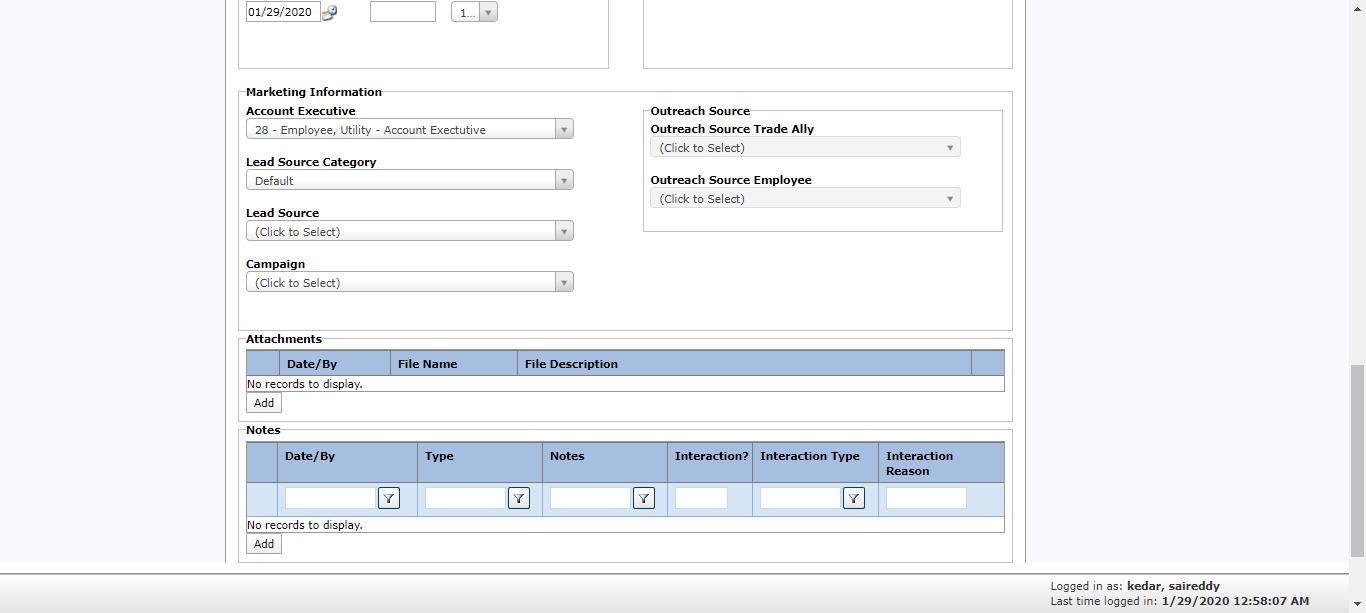 01/29/2020
1...
Marketing Information
Account Executive
28 - Employee, Utility - Account Exectutive
Lead Source Category
Default
Lead Source
(Click to Select)
Campaign
(Click to Select)
Outreach Source
Outreach Source Trade Ally
(Click to Select)
Outreach Source Employee
(Click to Select)
Attachments
Date/By File Name File Description
No records to display.
Add
Notes
Date/By Type Notes Interaction? Interaction Type Interaction
Reason
No records to display.
Add
Logged in as: kedar, saireddy
Last time logged in: 1/29/2020 12:58:07 AM